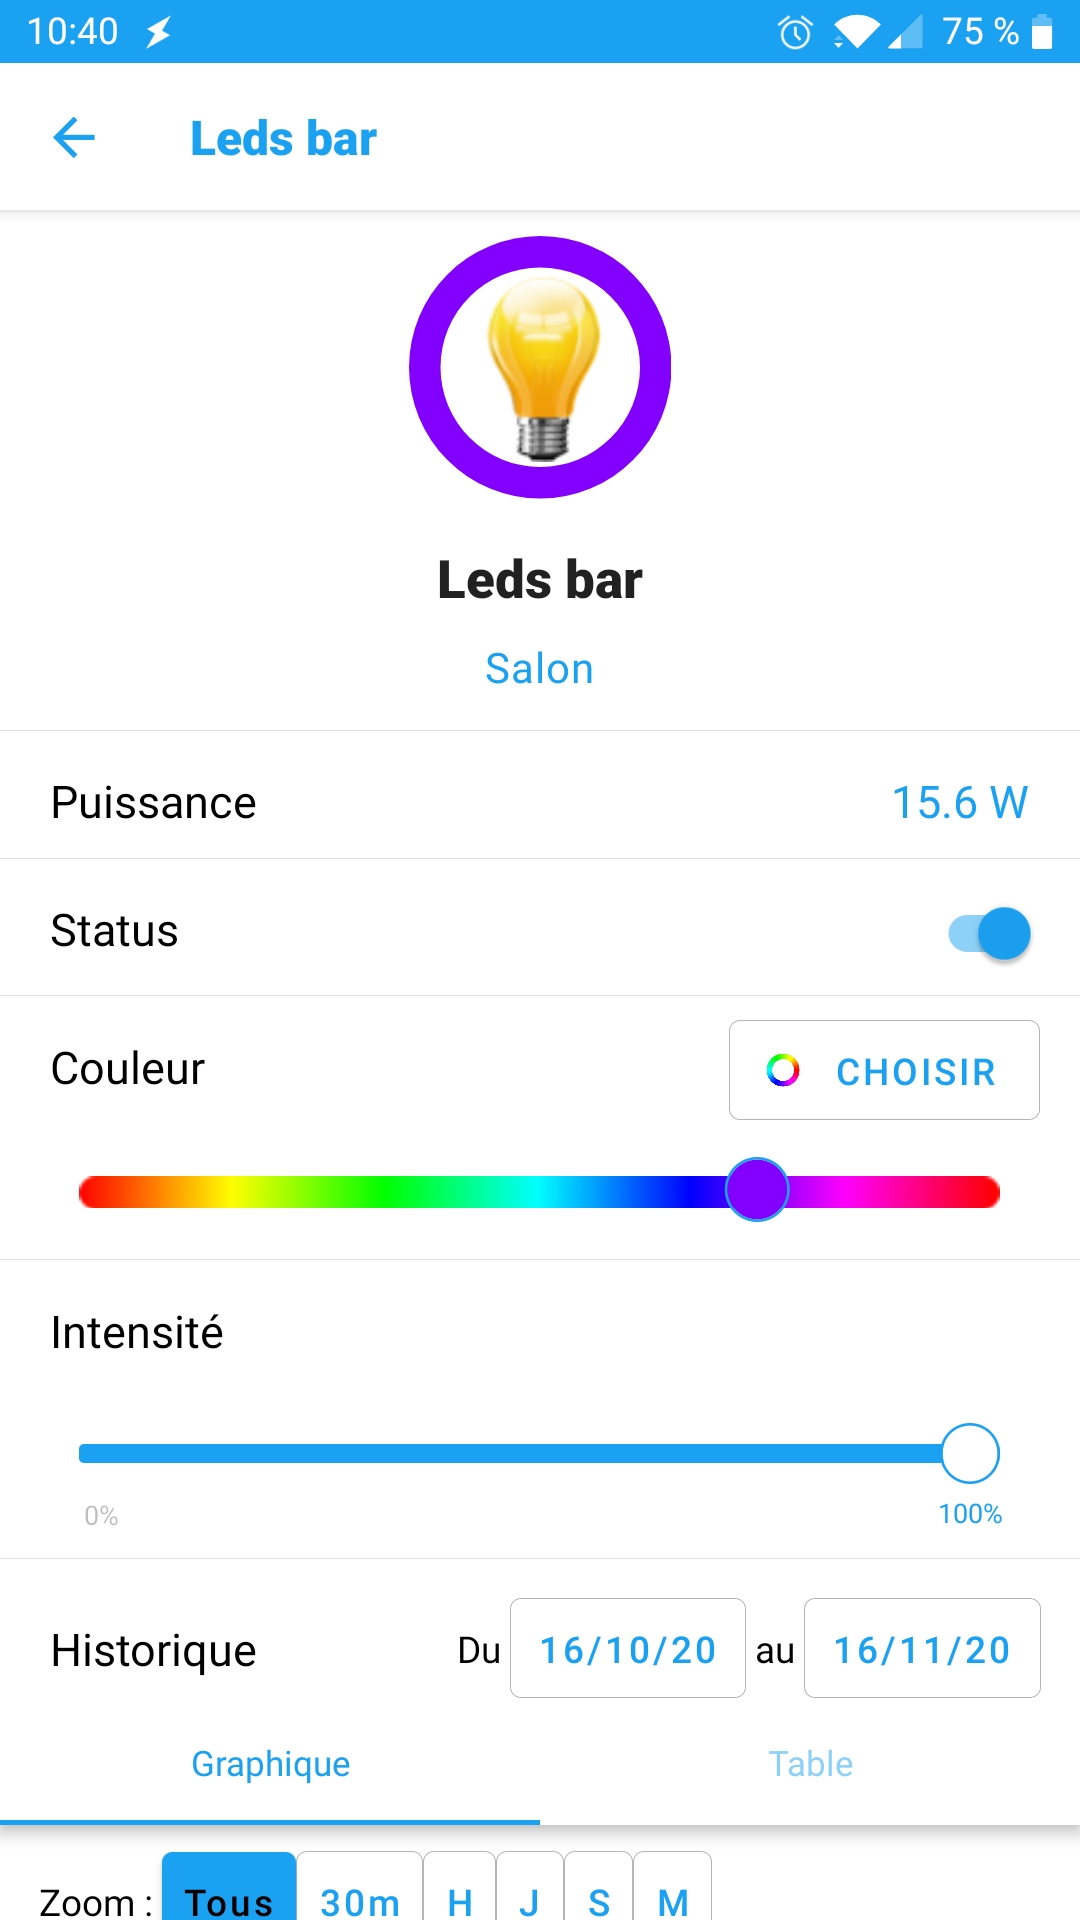 10:40 75 %
Leds bar
Leds bar
Salon
Puissance 15.6 W
Status
Couleur CHOISIR
Intensité
0% 100%
Historique Du 16/10/20 au 16/11/20
Graphique Table
Zoom : Tous 30m H J S M